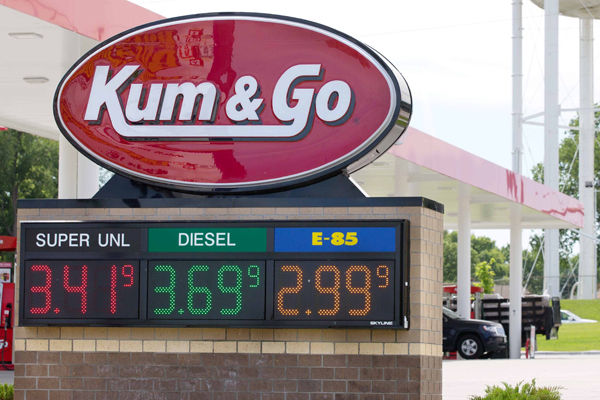 Kum & Go
SUPER UNL DIESEL E-85
3.41 9 3.69 9 2.99 9
SKYLINE